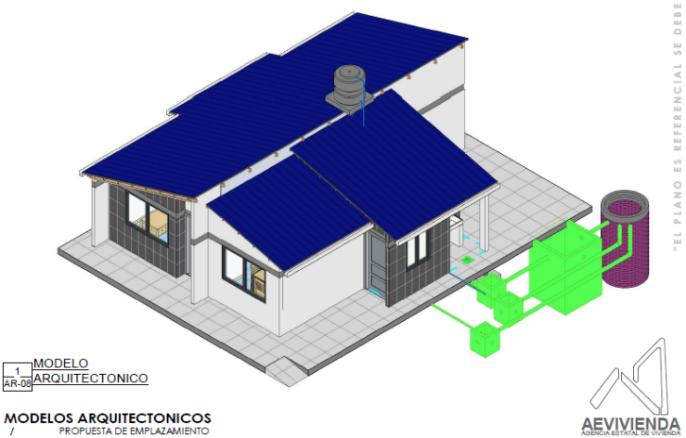 "EL PLANO ES REFERENCIAL SE DEBE
1
AR-08
MODELO
ARQUITECTONICO
MODELOS ARQUITECTONICOS
/ PROPUESTA DE EMPLAZAMIENTO
AEVIVIENDA
AGENCIA ESTATAL DE VIVIENDA